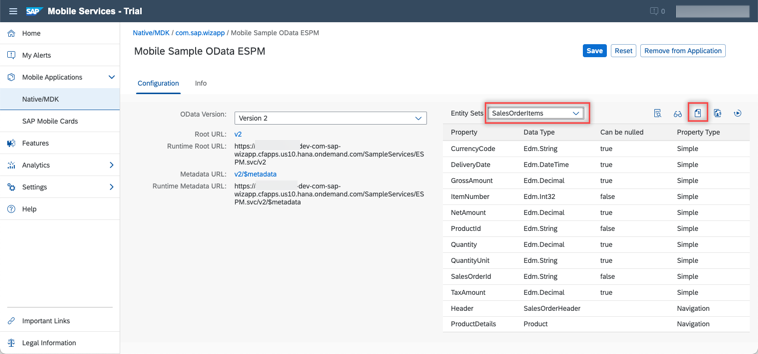 SAP Mobile Services - Trial
0
Home
My Alerts
Mobile Applications
Native/MDK
SAP Mobile Cards
Features
Analytics
Settings
Help
Important Links
Legal Information
Native/MDK / com.sap.wizapp / Mobile Sample OData ESPM
Mobile Sample OData ESPM
Save Reset Remove from Application
Configuration Info
OData Version: Version 2
Root URL: v2
Runtime Root URL: https:// dev-com-sap-
wizapp.cfapps.us10.hana.ondemand.com/SampleServices/ES
PM.svc/v2
Metadata URL: v2/$metadata
Runtime Metadata URL: https:// -dev-com-sap-
wizapp.cfapps.us10.hana.ondemand.com/SampleServices/ES
PM.svc/v2/$metadata
Entity Sets SalesOrderItems
Property Data Type Can be nulled Property Type
CurrencyCode Edm.String true Simple
DeliveryDate Edm.DateTime true Simple
GrossAmount Edm.Decimal true Simple
ItemNumber Edm.Int32 false Simple
NetAmount Edm.Decimal true Simple
ProductId Edm.String false Simple
Quantity Edm.Decimal true Simple
QuantityUnit Edm.String true Simple
SalesOrderId Edm.String false Simple
TaxAmount Edm.Decimal true Simple
Header SalesOrderHeader Navigation
ProductDetails Product Navigation